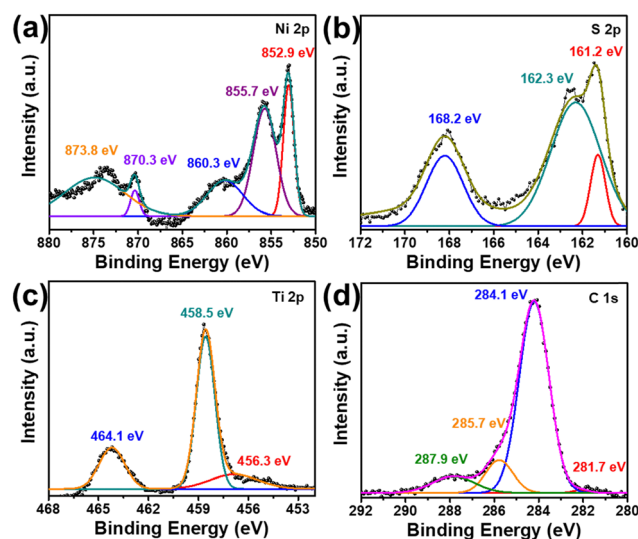 (a)
Ni 2p
852.9 eV
855.7 eV
873.8 eV
870.3 eV
860.3 eV
Intensity (a.u.)
880 875 870 865 860 855 850
Binding Energy (eV)
(b)
S 2p
161.2 eV
162.3 eV
168.2 eV
Intensity (a.u.)
172 170 168 166 164 162 160
Binding Energy (eV)
(c)
Ti 2p
458.5 eV
464.1 eV
456.3 eV
Intensity (a.u.)
468 465 462 459 456 453
Binding Energy (eV)
(d)
C 1s
284.1 eV
285.7 eV
287.9 eV
281.7 eV
Intensity (a.u.)
292 290 288 286 284 282 280
Binding Energy (eV)